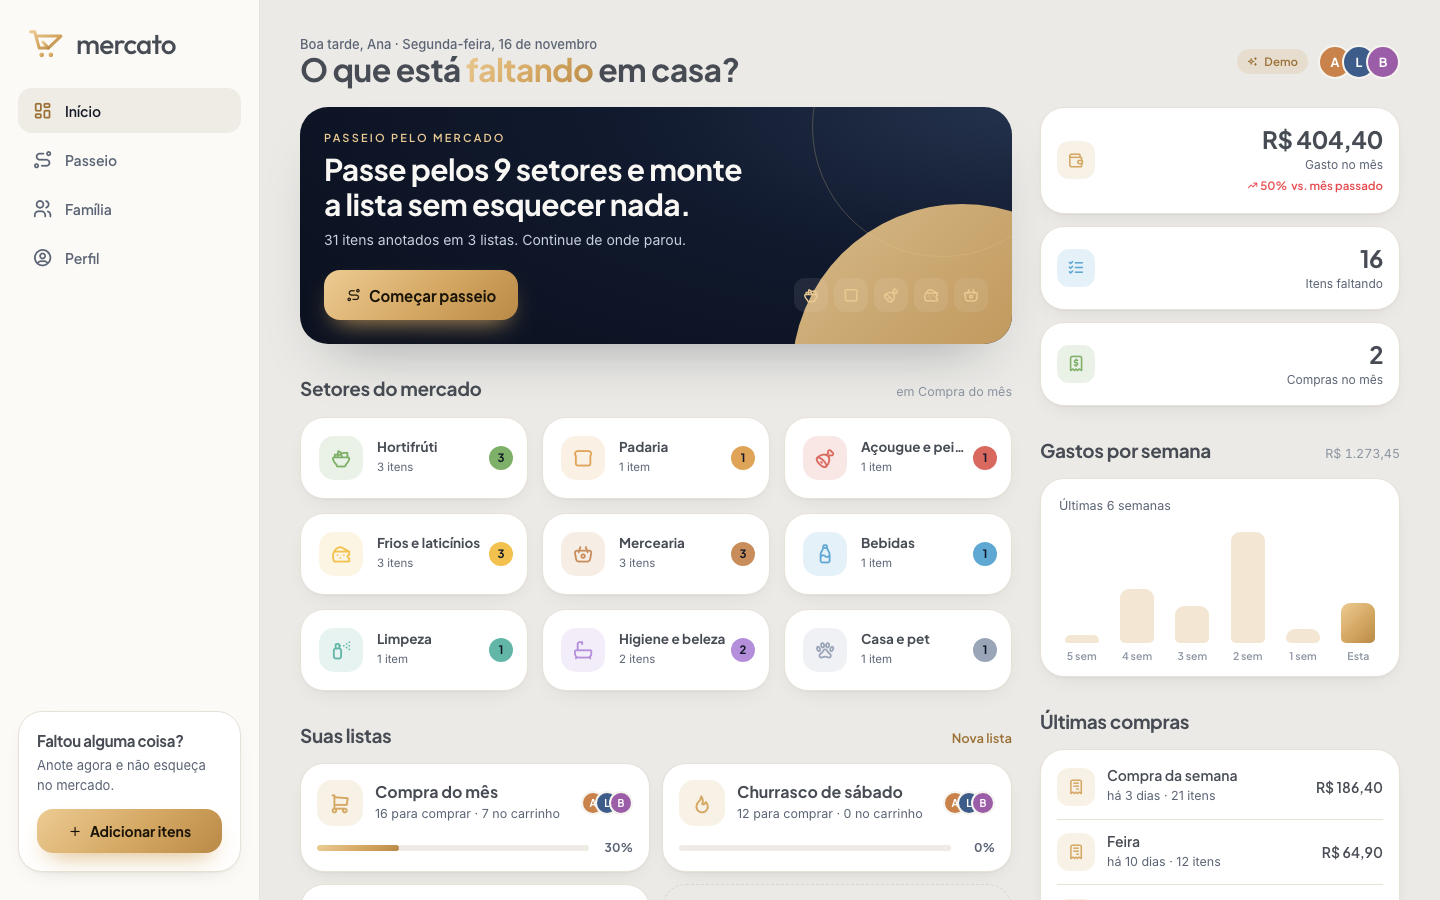 mercato
Início
Passeio
Família
Perfil
Faltou alguma coisa?
Anote agora e não esqueça
no mercado.
+ Adicionar itens
Boa tarde, Ana · Segunda-feira, 16 de novembro
O que está faltando em casa?
Demo
A L B
PASSEIO PELO MERCADO
Passe pelos 9 setores e monte
a lista sem esquecer nada.
31 itens anotados em 3 listas. Continue de onde parou.
Começar passeio
Setores do mercado
em Compra do mês
Hortifrúti
3 itens
3
Padaria
1 item
1
Açougue e pei...
1 item
1
Frios e laticínios
3 itens
3
Mercearia
3 itens
3
Bebidas
1 item
1
Limpeza
1 item
1
Higiene e beleza
2 itens
2
Casa e pet
1 item
1
Suas listas
Nova lista
Compra do mês
16 para comprar · 7 no carrinho
A L B
30%
Churrasco de sábado
12 para comprar · 0 no carrinho
A L B
0%
R$ 404,40
Gasto no mês
50% vs. mês passado
16
Itens faltando
2
Compras no mês
Gastos por semana
R$ 1.273,45
Últimas 6 semanas
5 sem
4 sem
3 sem
2 sem
1 sem
Esta
Últimas compras
Compra da semana
há 3 dias · 21 itens
R$ 186,40
Feira
há 10 dias · 12 itens
R$ 64,90